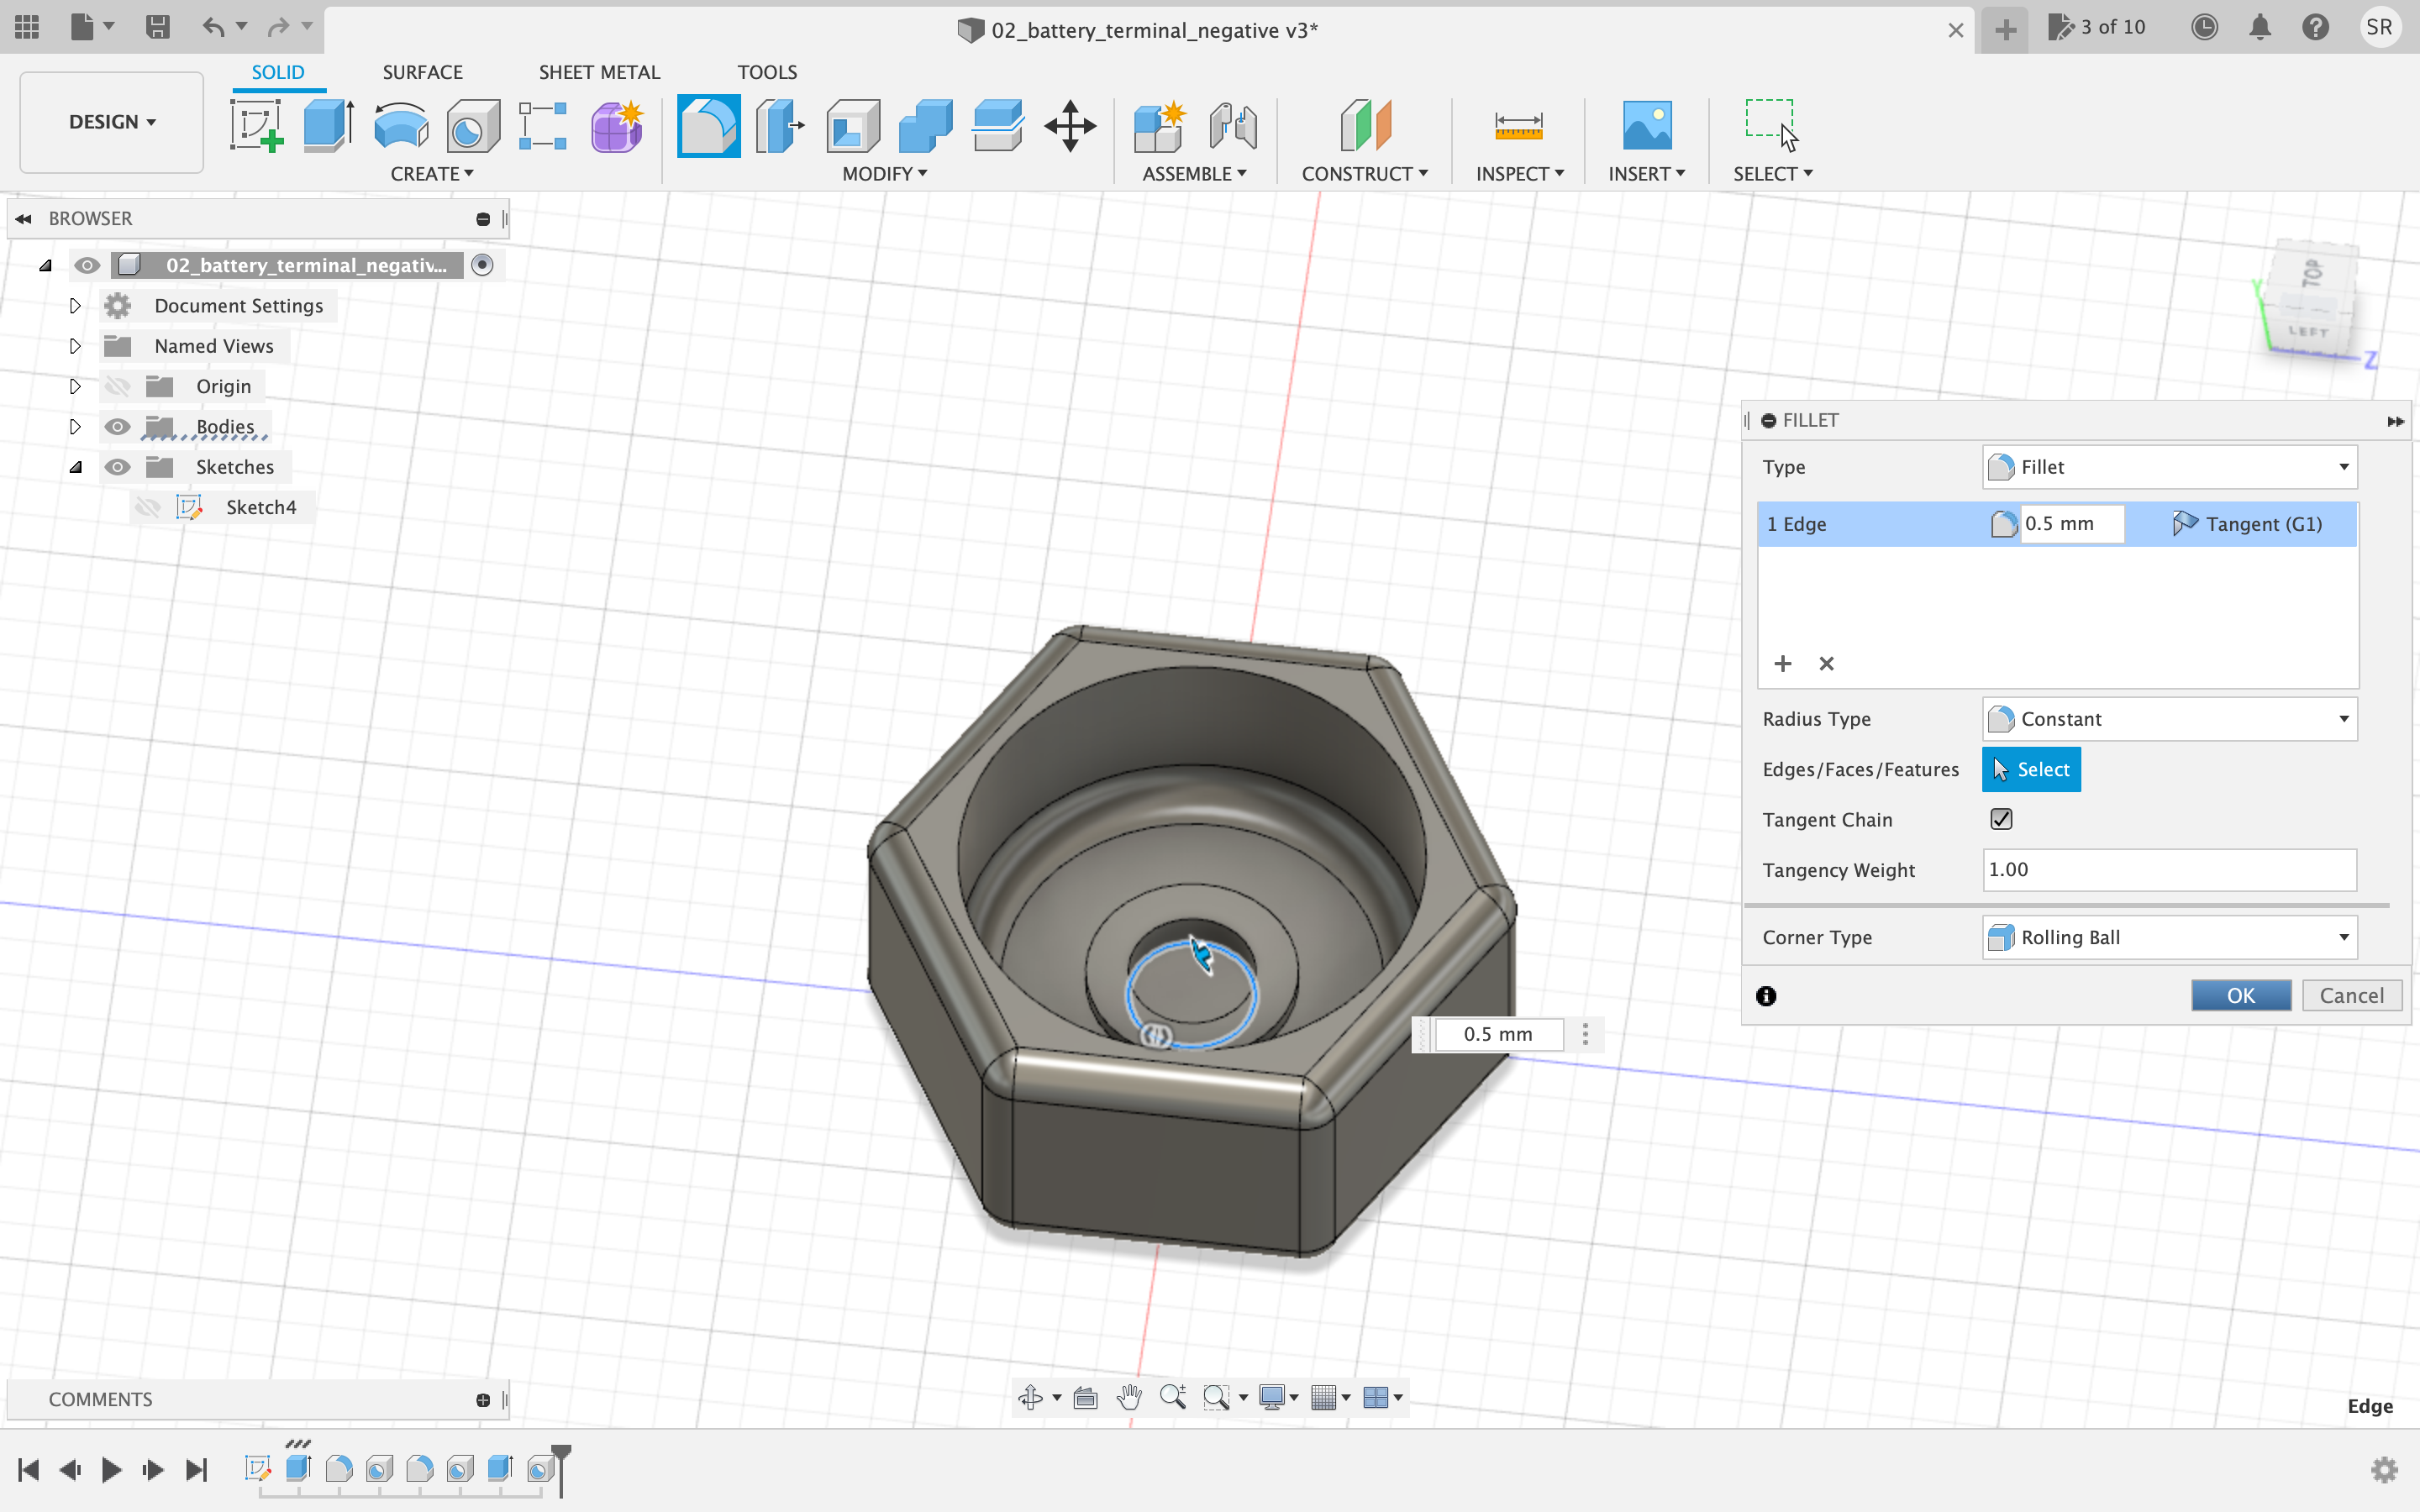 02_battery_terminal_negative v3*
3 of 10
SR
SOLID
SURFACE
SHEET METAL
TOOLS
DESIGN
CREATE
MODIFY
ASSEMBLE
CONSTRUCT
INSPECT
INSERT
SELECT
BROWSER
02_battery_terminal_negativ...
Document Settings
Named Views
Origin
Bodies
Sketches
Sketch4
TOP
LEFT
Y
Z
FILLET
Type
Fillet
1 Edge
0.5 mm
Tangent (G1)
Radius Type
Constant
Edges/Faces/Features
Select
Tangent Chain
Tangency Weight
1.00
Corner Type
Rolling Ball
OK
Cancel
0.5 mm
COMMENTS
Edge